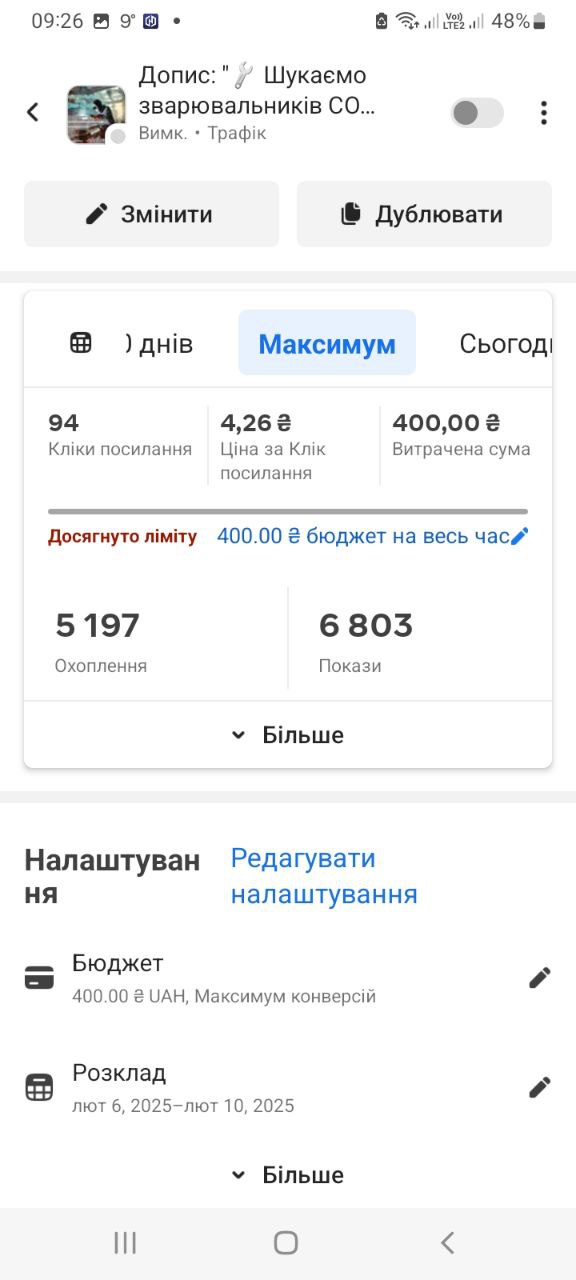 09:26 9° Vo)) LTE2 48%
Допис: "🔧 Шукаємо
зварювальників СО...
Вимк. • Трафік
Змінити
Дублювати
) днів Максимум Сьогод
94
Кліки посилання
4,26 ₴
Ціна за Клік
посилання
400,00 ₴
Витрачена сума
Досягнуто ліміту 400.00 ₴ бюджет на весь час
5 197
Охоплення
6 803
Покази
Більше
Налаштуван
ня
Редагувати
налаштування
Бюджет
400.00 ₴ UAH, Максимум конверсій
Розклад
лют 6, 2025–лют 10, 2025
Більше